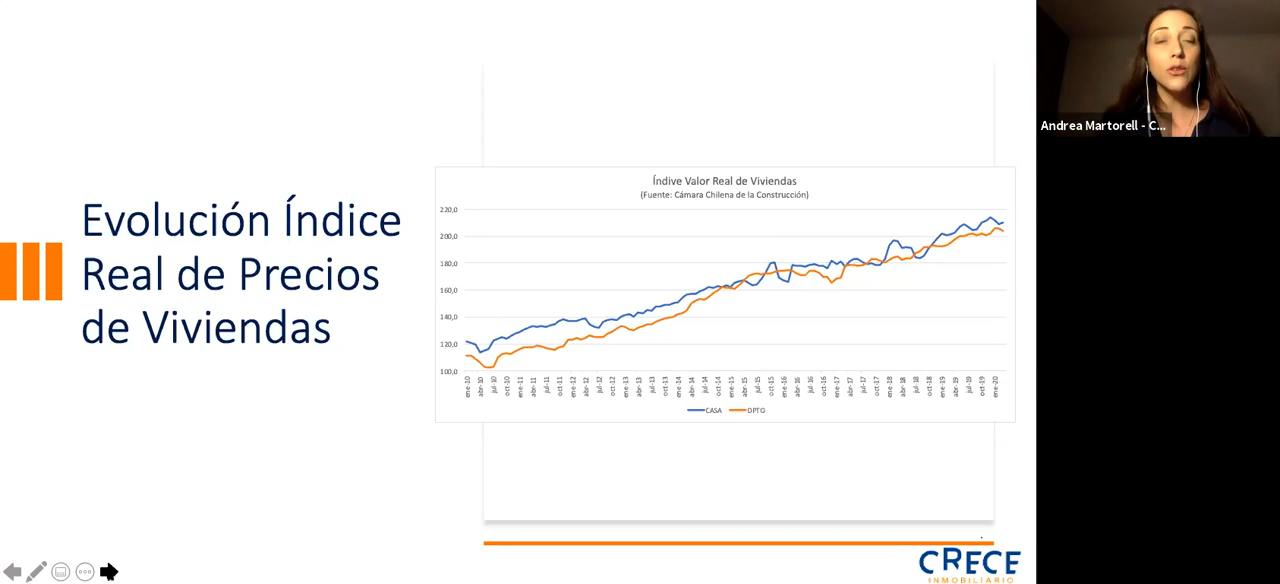 Evolución Índice
Real de Precios
de Viviendas
Índive Valor Real de Viviendas
(Fuente: Cámara Chilena de la Construcción)
220,0
200,0
180,0
160,0
140,0
120,0
100,0
ene-10 abr-10 jul-10 oct-10 ene-11 abr-11 jul-11 oct-11 ene-12 abr-12 jul-12 oct-12 ene-13 abr-13 jul-13 oct-13 ene-14 abr-14 jul-14 oct-14 ene-15 abr-15 jul-15 oct-15 ene-16 abr-16 jul-16 oct-16 ene-17 abr-17 jul-17 oct-17 ene-18 abr-18 jul-18 oct-18 ene-19 abr-19 jul-19 oct-19 ene-20
CASA DPTO
CRECE
INMOBILIARIO
Andrea Martorell - C...